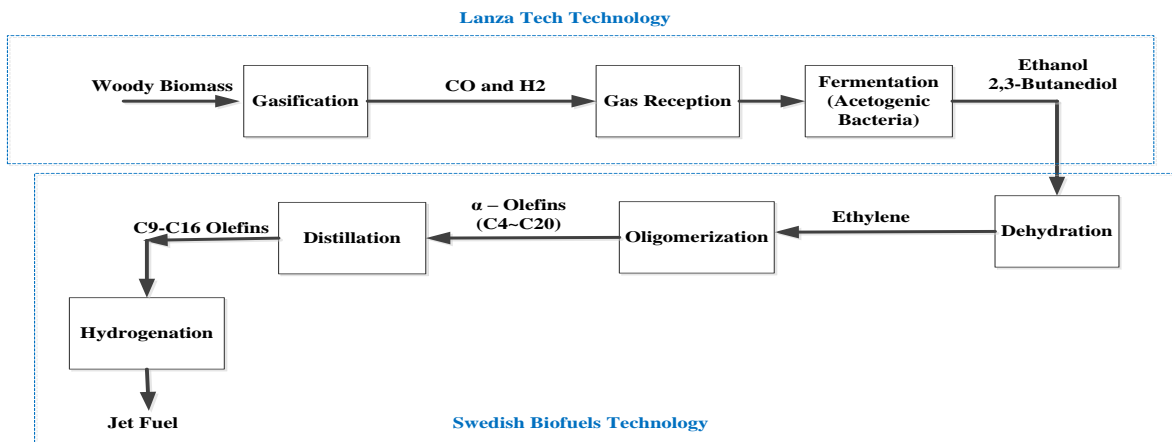 Lanza Tech Technology
Woody Biomass
Gasification
CO and H2
Gas Reception
Fermentation
(Acetogenic
Bacteria)
Ethanol
2,3-Butanediol
Dehydration
Ethylene
Oligomerization
α – Olefins
(C4~C20)
Distillation
C9-C16 Olefins
Hydrogenation
Jet Fuel
Swedish Biofuels Technology